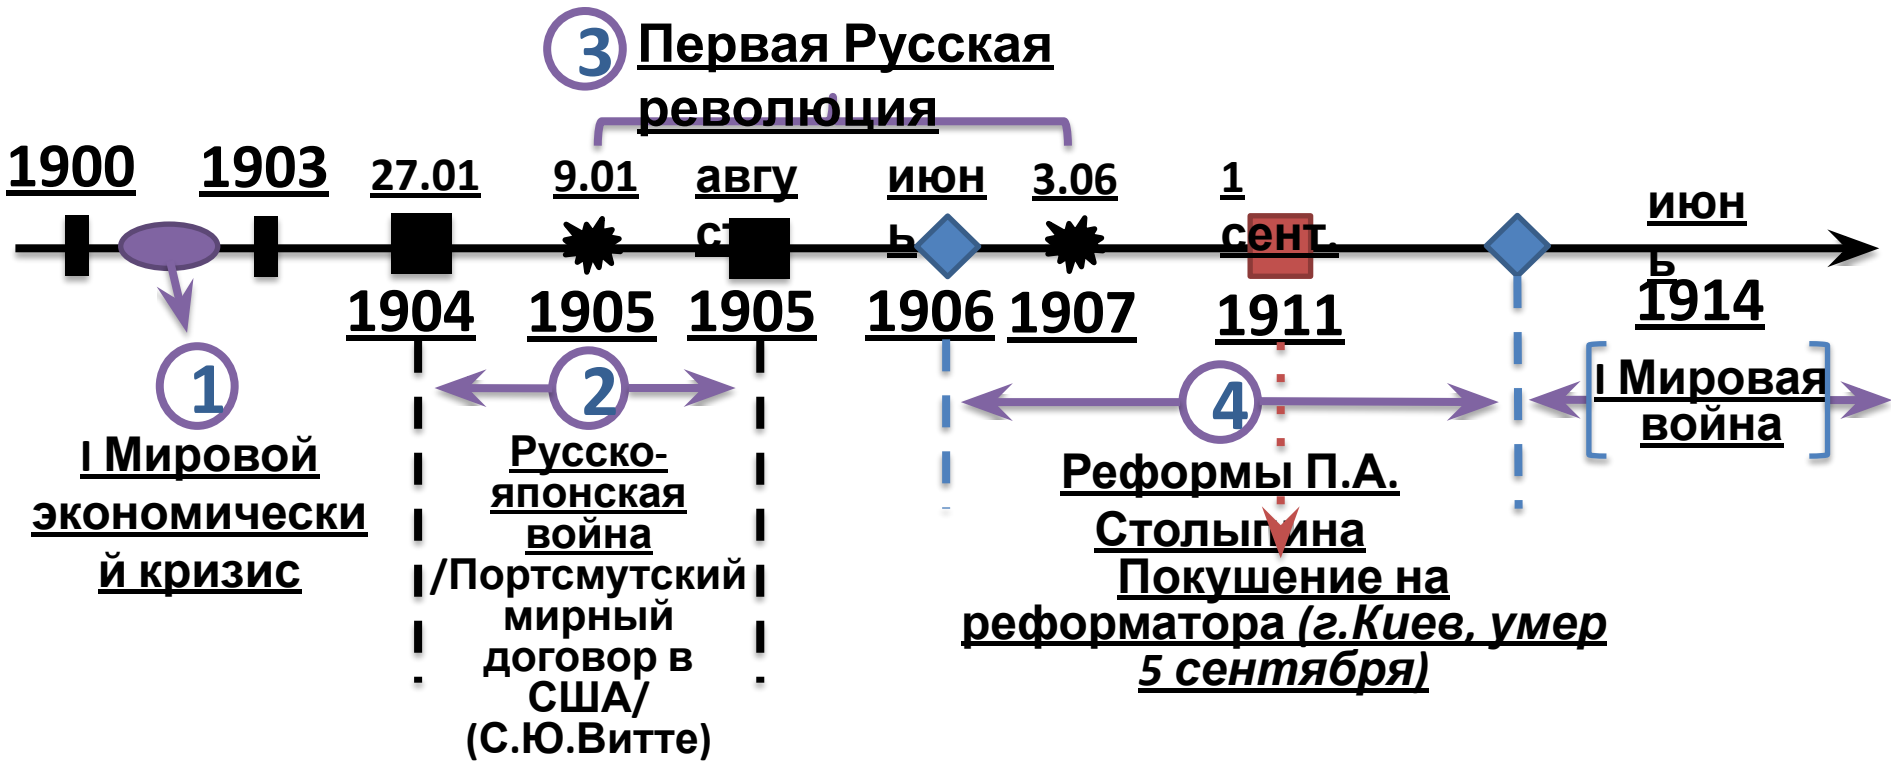 3
Первая Русская
революция
1900
1903
27.01
9.01
авгу
ст
июн
ь
3.06
1
сент.
июн
ь
1904
1905
1905
1906
1907
1911
1914
1
2
4
I Мировой
экономически
й кризис
Русско-
японская
война
/Портсмутский
мирный
договор в
США/
(С.Ю.Витте)
Реформы П.А.
Столыпина
Покушение на
реформатора (г.Киев, умер
5 сентября)
I Мировая
война